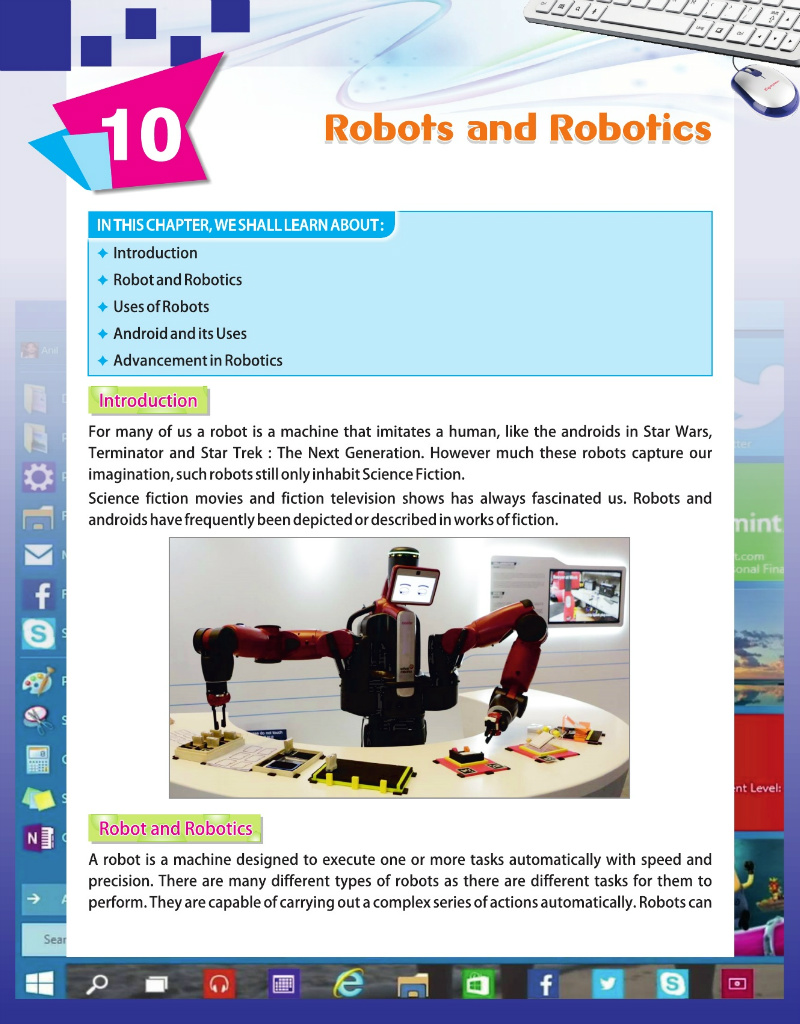 10
Robots and Robotics
IN THIS CHAPTER, WE SHALL LEARN ABOUT :
Introduction
Robot and Robotics
Uses of Robots
Android and its Uses
Advancement in Robotics
Introduction
For many of us a robot is a machine that imitates a human, like the androids in Star Wars,
Terminator and Star Trek : The Next Generation. However much these robots capture our
imagination, such robots still only inhabit Science Fiction.
Science fiction movies and fiction television shows has always fascinated us. Robots and
androids have frequently been depicted or described in works of fiction.
Robot and Robotics
A robot is a machine designed to execute one or more tasks automatically with speed and
precision. There are many different types of robots as there are different tasks for them to
perform. They are capable of carrying out a complex series of actions automatically. Robots can
mint
t.com
onal Fina
nt Level:
Sear